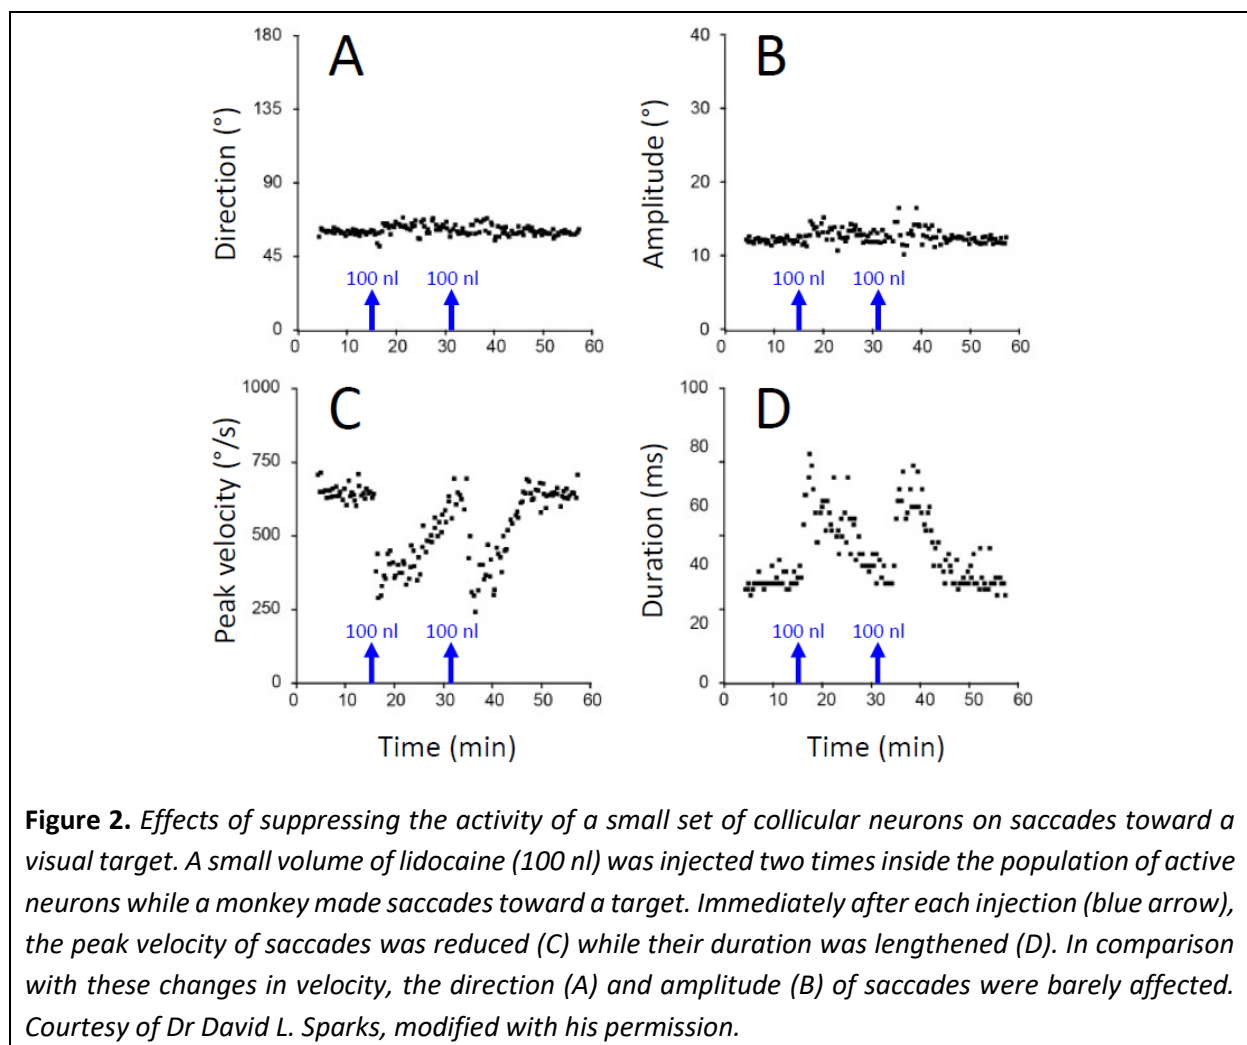 A
Direction (°)
180
135
90
45
0
100 nl 100 nl
0 10 20 30 40 50 60
B
Amplitude (°)
40
30
20
10
0
100 nl 100 nl
0 10 20 30 40 50 60
C
Peak velocity (°/s)
1000
750
500
250
0
100 nl 100 nl
0 10 20 30 40 50 60
Time (min)
D
Duration (ms)
100
80
60
40
20
0
100 nl 100 nl
0 10 20 30 40 50 60
Time (min)
Figure 2. Effects of suppressing the activity of a small set of collicular neurons on saccades toward a
visual target. A small volume of lidocaine (100 nl) was injected two times inside the population of active
neurons while a monkey made saccades toward a target. Immediately after each injection (blue arrow),
the peak velocity of saccades was reduced (C) while their duration was lengthened (D). In comparison
with these changes in velocity, the direction (A) and amplitude (B) of saccades were barely affected.
Courtesy of Dr David L. Sparks, modified with his permission.